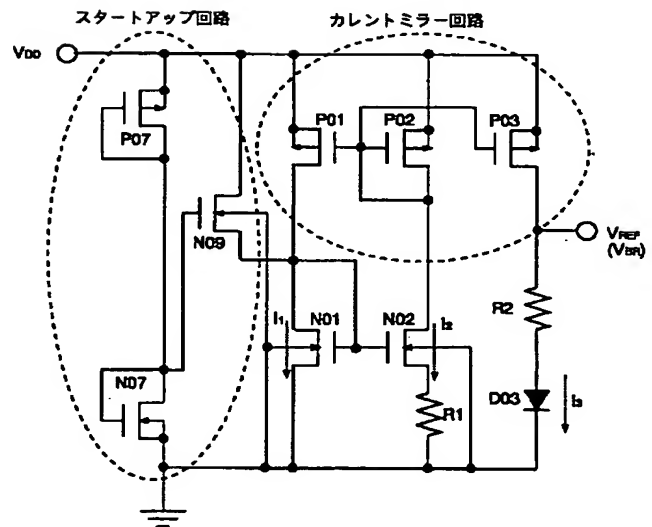 スタートアップ回路
カレントミラー回路
VDD
P07
P01
P02
P03
N09
VREF
(VBR)
R2
I1
N01
N02
I2
N07
R1
D03
I3